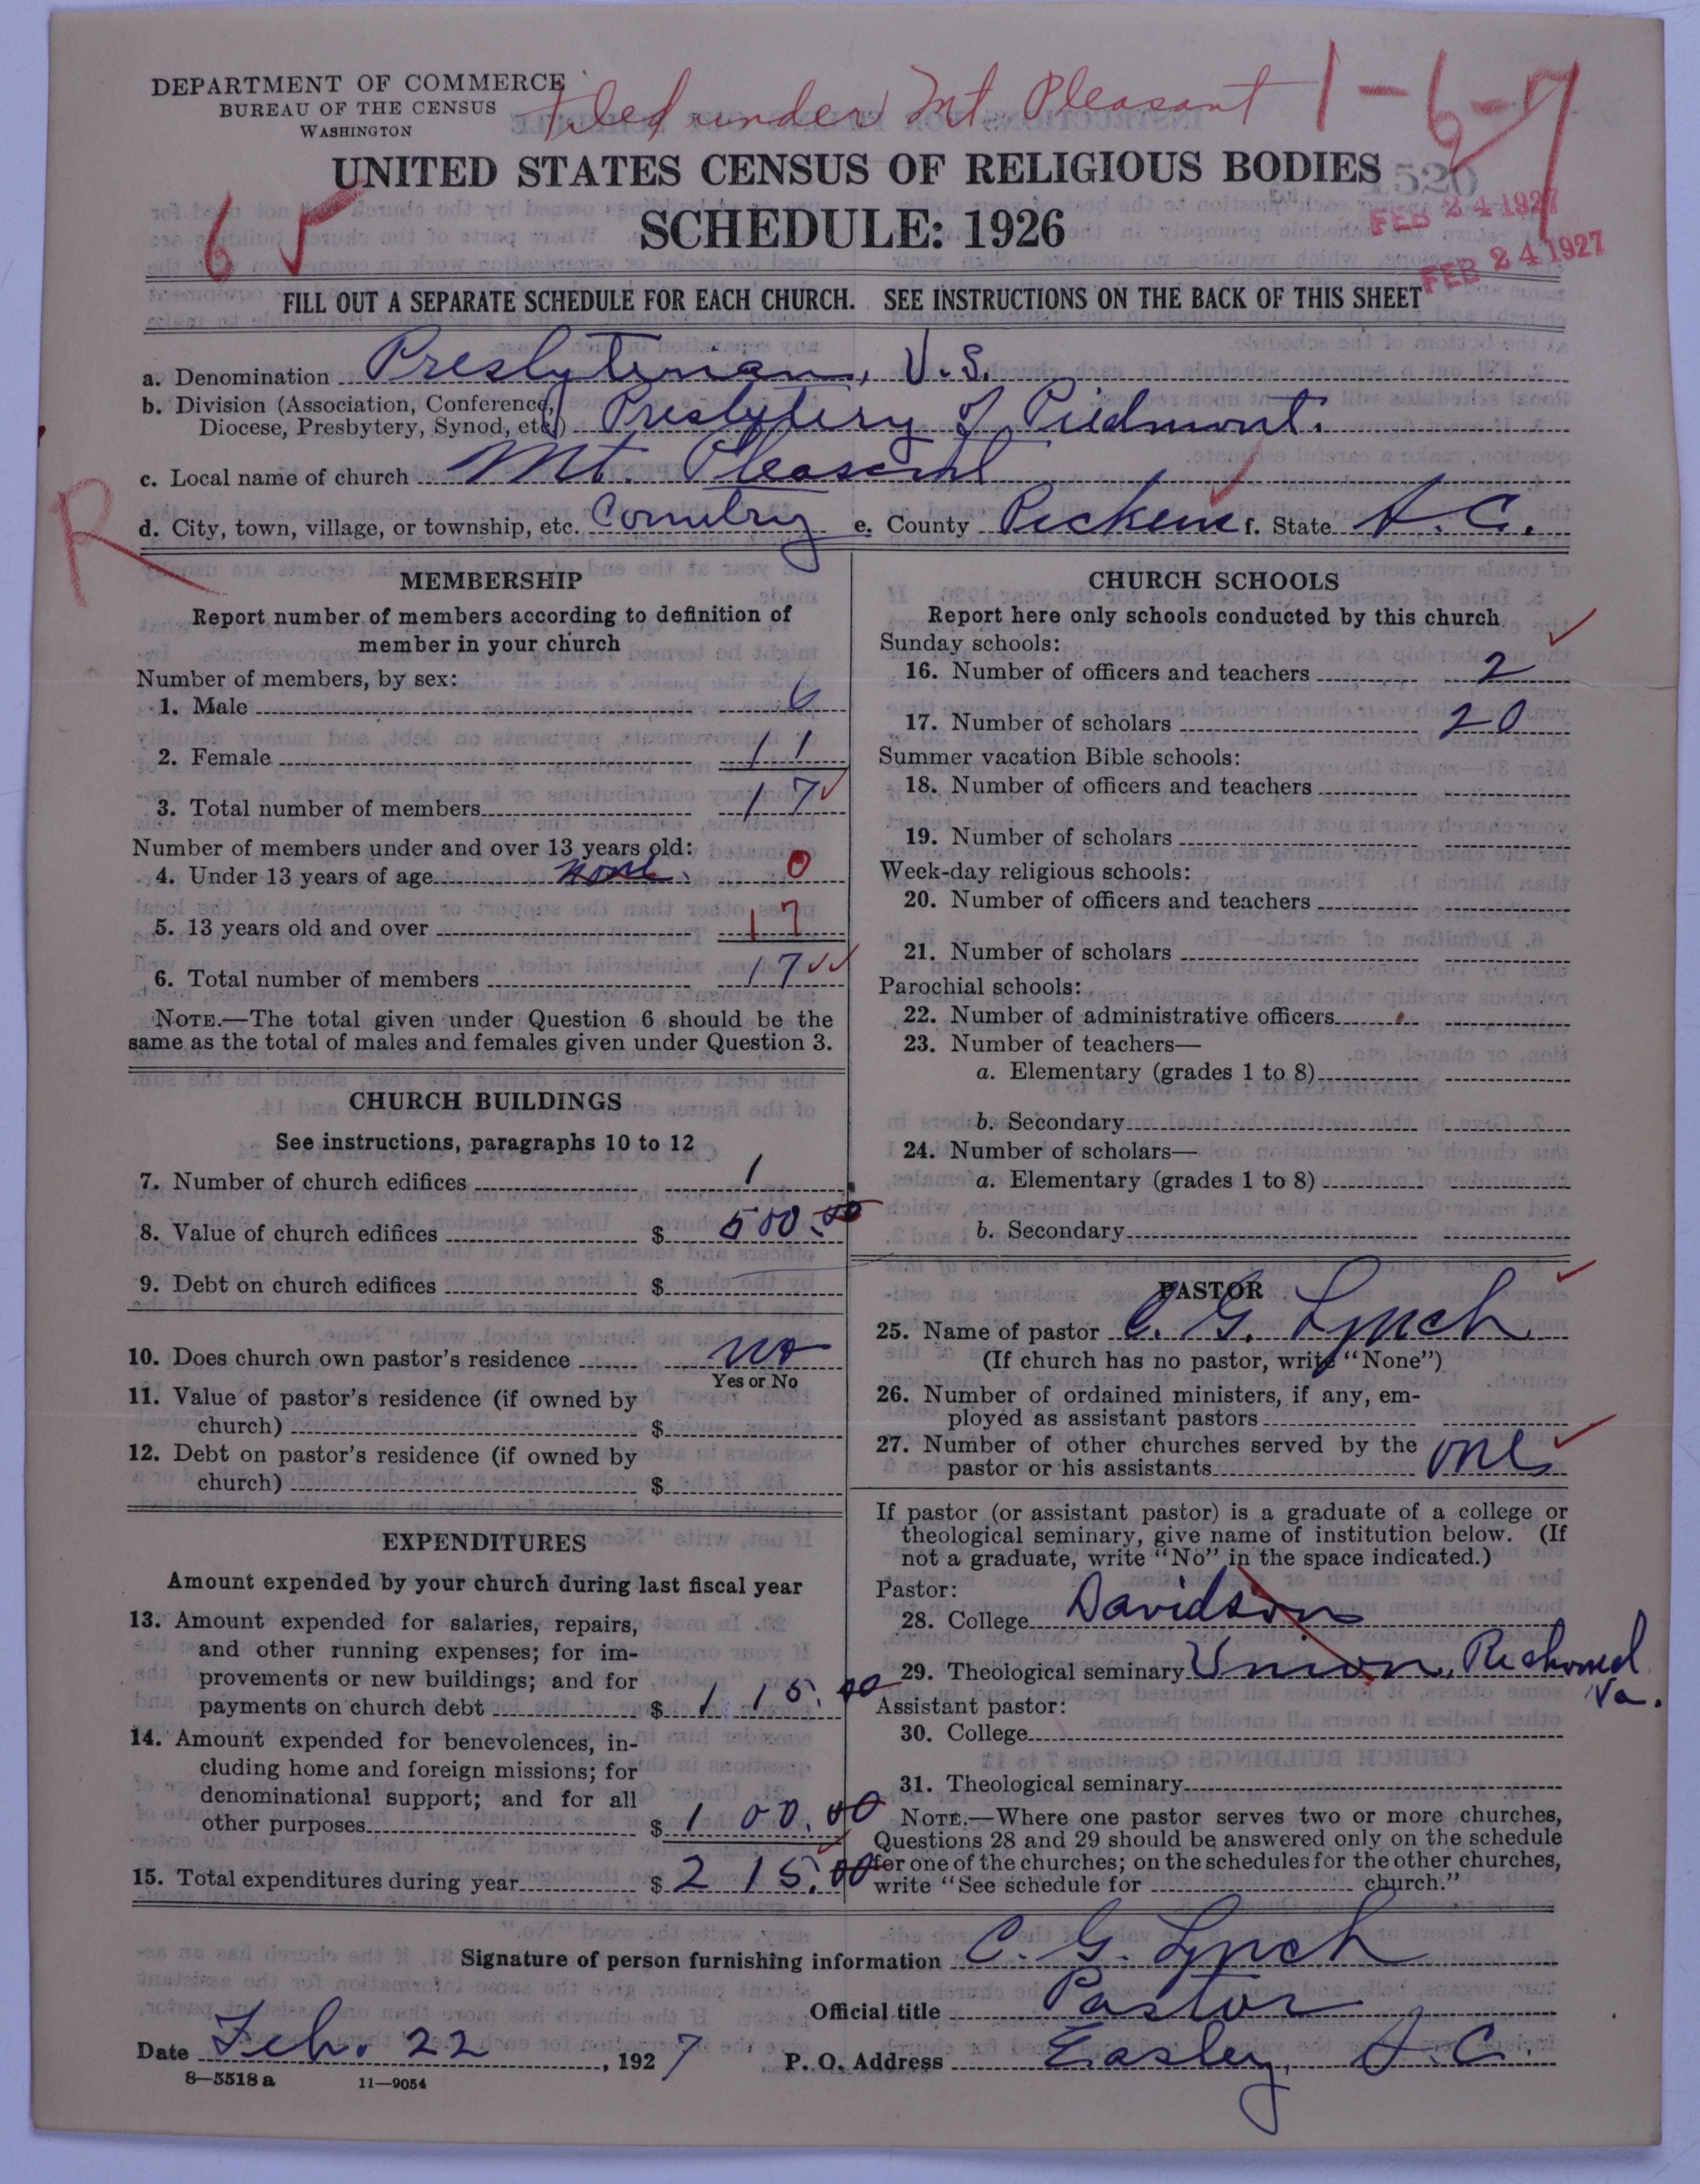 DEPARTMENT OF COMMERCE
BUREAU OF THE CENSUS
WASHINGTON
Filed under Mt Pleasant 1-6-7
UNITED STATES CENSUS OF RELIGIOUS BODIES
1520
65
SCHEDULE: 1926
FEB 24 1927
FEB 24 1927
FILL OUT A SEPARATE SCHEDULE FOR EACH CHURCH. SEE INSTRUCTIONS ON THE BACK OF THIS SHEET
a. Denomination Presbyterian, U.S.
b. Division (Association, Conference,
Diocese, Presbytery, Synod, etc.) Presbytery of Piedmont.
c. Local name of church Mt. Pleasant
R
d. City, town, village, or township, etc. Country e. County Pickens f. State S.C.
MEMBERSHIP
Report number of members according to definition of
member in your church
Number of members, by sex:
1. Male 6
2. Female 11
3. Total number of members 17
Number of members under and over 13 years old:
4. Under 13 years of age none. 0
5. 13 years old and over 17
6. Total number of members 17
NOTE.—The total given under Question 6 should be the
same as the total of males and females given under Question 3.
CHURCH BUILDINGS
See instructions, paragraphs 10 to 12
7. Number of church edifices 1
8. Value of church edifices $ 500.00
9. Debt on church edifices $
10. Does church own pastor's residence no
Yes or No
11. Value of pastor's residence (if owned by
church) $
12. Debt on pastor's residence (if owned by
church) $
EXPENDITURES
Amount expended by your church during last fiscal year
13. Amount expended for salaries, repairs,
and other running expenses; for im-
provements or new buildings; and for
payments on church debt $ 115.00
14. Amount expended for benevolences, in-
cluding home and foreign missions; for
denominational support; and for all
other purposes $ 100.00
15. Total expenditures during year $ 215.00
CHURCH SCHOOLS
Report here only schools conducted by this church
Sunday schools:
16. Number of officers and teachers 2
17. Number of scholars 20
Summer vacation Bible schools:
18. Number of officers and teachers
19. Number of scholars
Week-day religious schools:
20. Number of officers and teachers
21. Number of scholars
Parochial schools:
22. Number of administrative officers
23. Number of teachers—
a. Elementary (grades 1 to 8)
b. Secondary
24. Number of scholars—
a. Elementary (grades 1 to 8)
b. Secondary
PASTOR
25. Name of pastor C. G. Lynch
(If church has no pastor, write "None")
26. Number of ordained ministers, if any, em-
ployed as assistant pastors
27. Number of other churches served by the
pastor or his assistants one
If pastor (or assistant pastor) is a graduate of a college or
theological seminary, give name of institution below. (If
not a graduate, write "No" in the space indicated.)
Pastor:
28. College Davidson
29. Theological seminary Union, Richmond
Va.
Assistant pastor:
30. College
31. Theological seminary
NOTE.—Where one pastor serves two or more churches,
Questions 28 and 29 should be answered only on the schedule
for one of the churches; on the schedules for the other churches,
write "See schedule for church."
Signature of person furnishing information C. G. Lynch
Official title Pastor
Date Feb. 22, 1927 P. O. Address Easley, S.C.
8—5518 a 11—9054